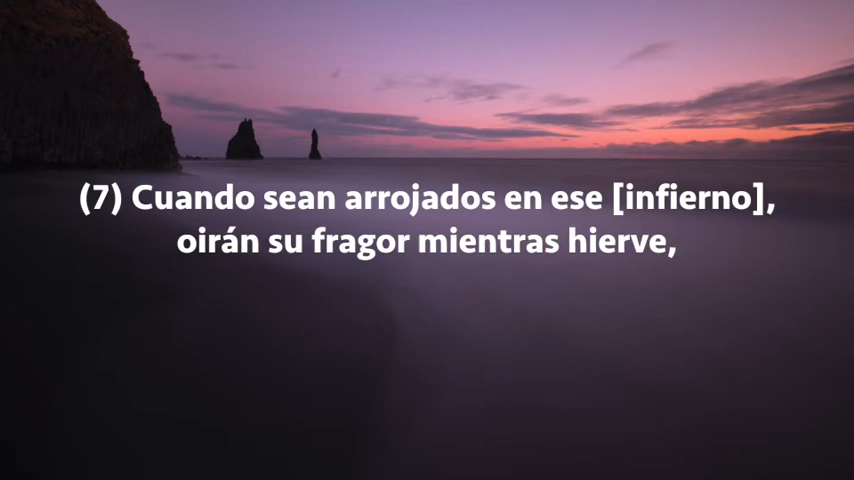 (7) Cuando sean arrojados en ese [infierno],
oirán su fragor mientras hierve,